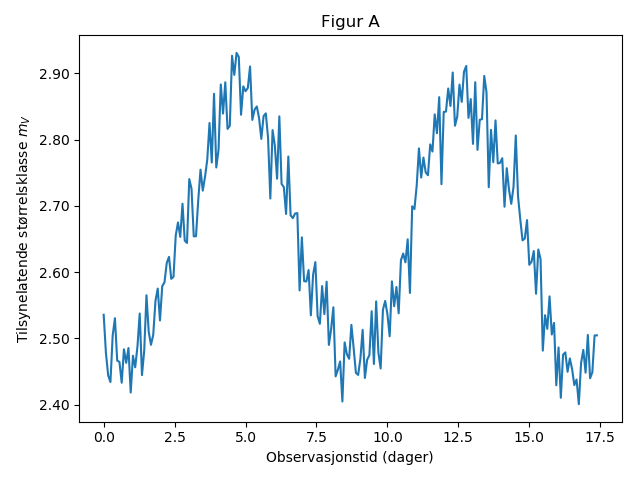 Figur A
Tilsynelatende størrelsklasse $m_V$
2.90
2.80
2.70
2.60
2.50
2.40
0.0 2.5 5.0 7.5 10.0 12.5 15.0 17.5
Observasjonstid (dager)